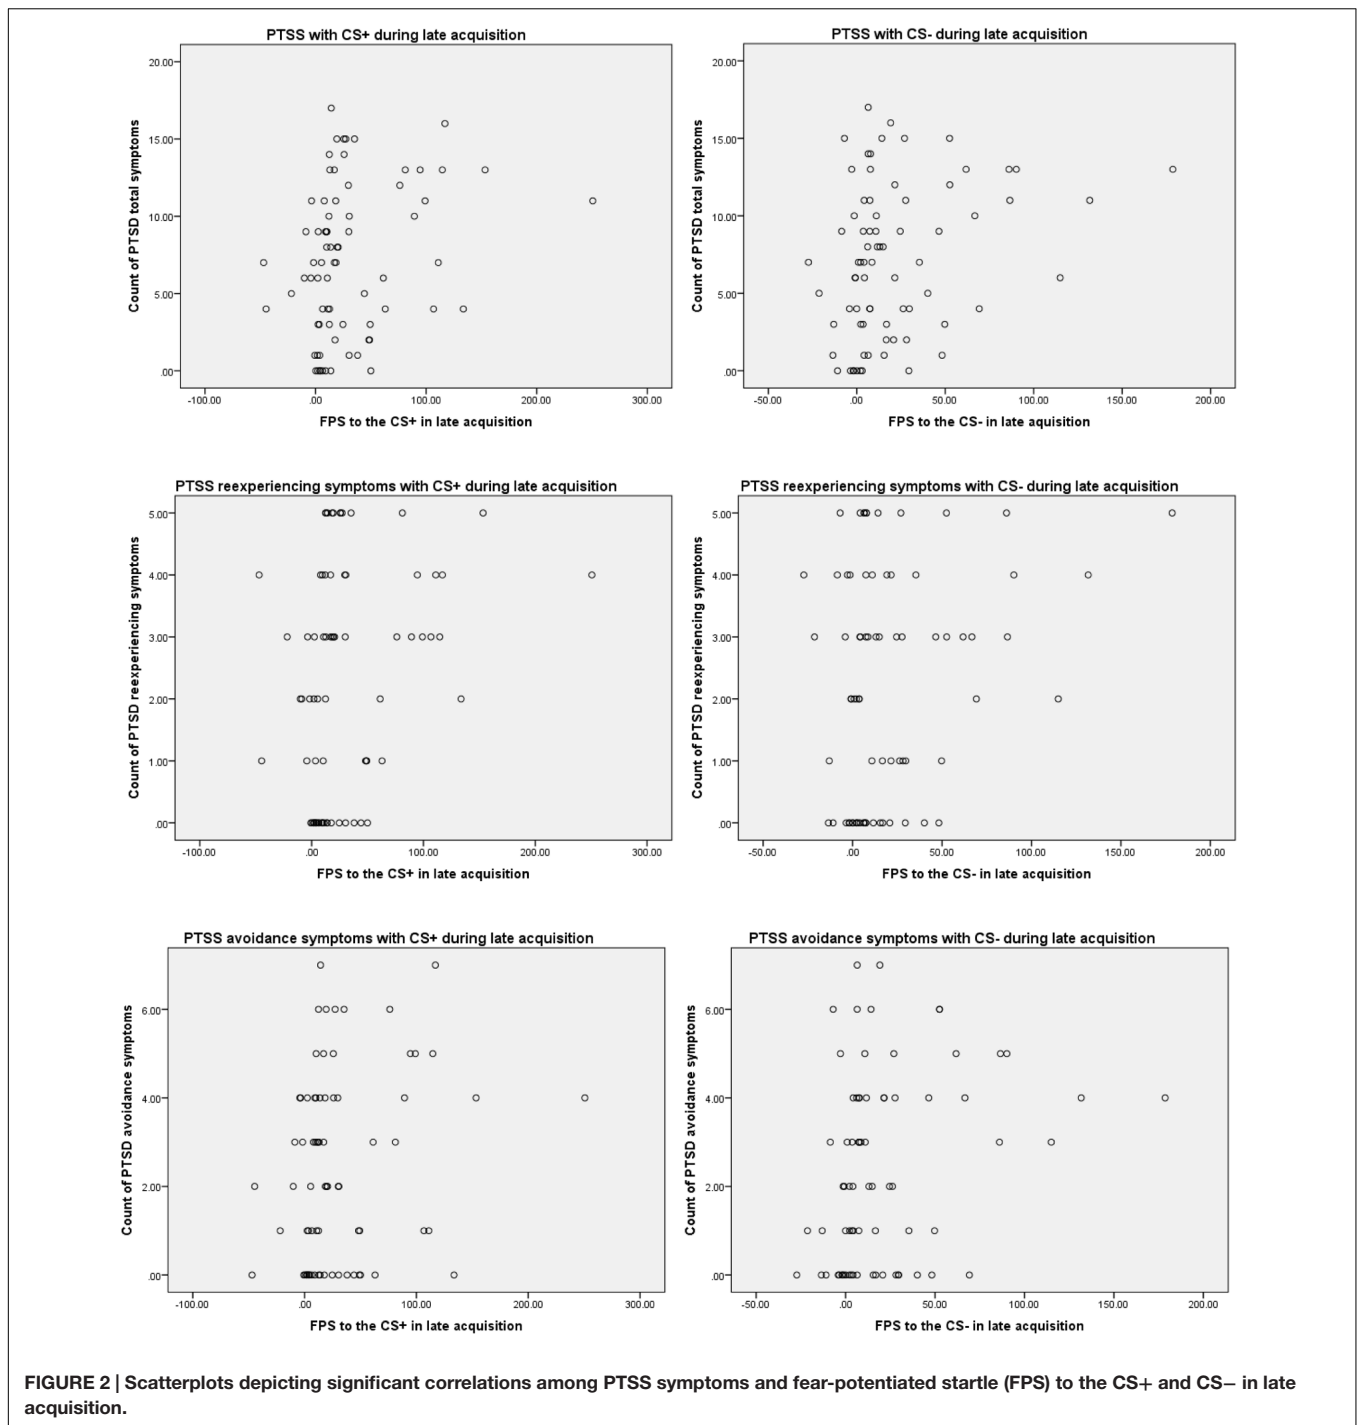 PTSS with CS+ during late acquisition
Count of PTSD total symptoms
20.00
15.00
10.00
5.00
.00
-100.00 .00 100.00 200.00 300.00
FPS to the CS+ in late acquisition
PTSS with CS- during late acquisition
Count of PTSD total symptoms
20.00
15.00
10.00
5.00
.00
-50.00 .00 50.00 100.00 150.00 200.00
FPS to the CS- in late aquisition
PTSS reexperiencing symptoms with CS+ during late acquisition
Count of PTSD reexperiencing symptoms
5.00
4.00
3.00
2.00
1.00
.00
-100.00 .00 100.00 200.00 300.00
FPS to the CS+ in late acquisition
PTSS reexperiencing symptoms with CS- during late acquisition
Count of PTSD reexperiencing symptoms
5.00
4.00
3.00
2.00
1.00
.00
-50.00 .00 50.00 100.00 150.00 200.00
FPS to the CS- in late acquisition
PTSS avoidance symptoms with CS+ during late acquisition
Count of PTSD avoidance symptoms
6.00
4.00
2.00
.00
-100.00 .00 100.00 200.00 300.00
FPS to the CS+ in late acquisition
PTSS avoidance symptoms with CS- during late acquisition
Count of PTSD avoidance symptoms
6.00
4.00
2.00
.00
-50.00 .00 50.00 100.00 150.00 200.00
FPS to the CS- in late acquisition
FIGURE 2 | Scatterplots depicting significant correlations among PTSS symptoms and fear-potentiated startle (FPS) to the CS+ and CS− in late
acquisition.